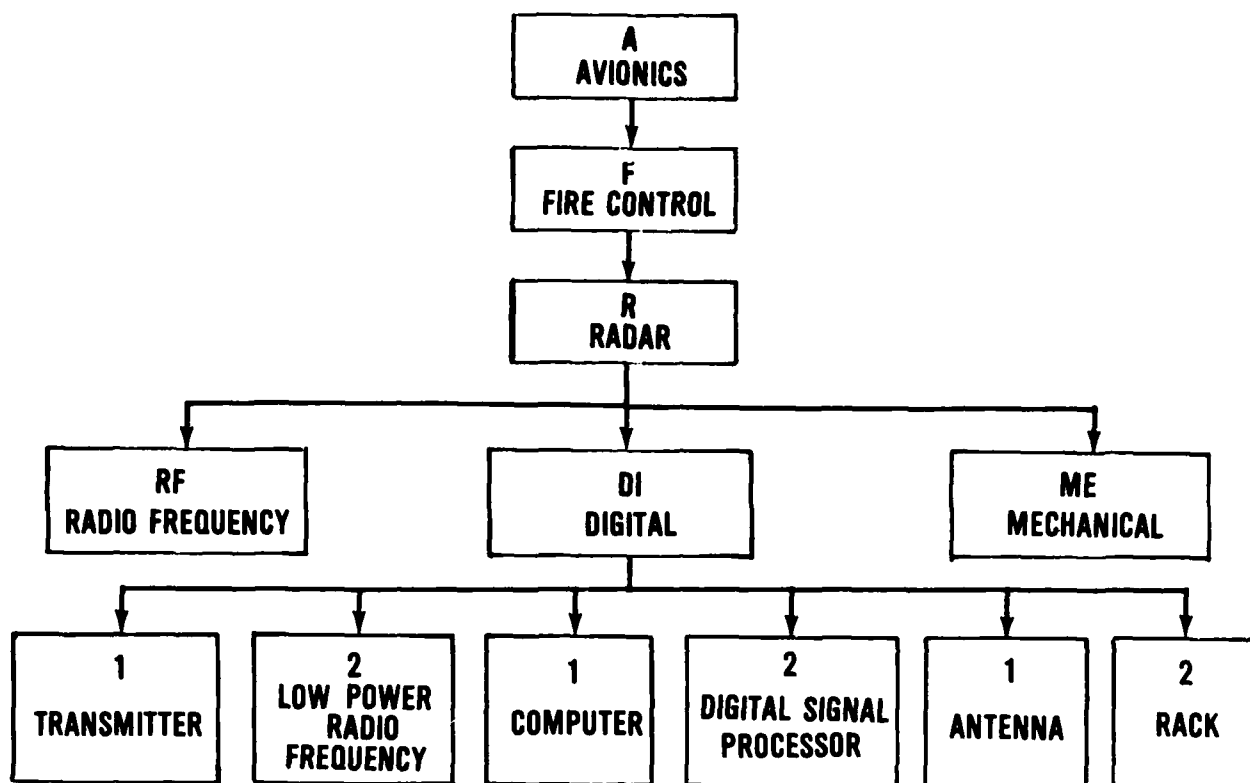 A
AVIONICS
F
FIRE CONTROL
R
RADAR
RF
RADIO FREQUENCY
DI
DIGITAL
ME
MECHANICAL
1
TRANSMITTER
2
LOW POWER
RADIO
FREQUENCY
1
COMPUTER
2
DIGITAL SIGNAL
PROCESSOR
1
ANTENNA
2
RACK